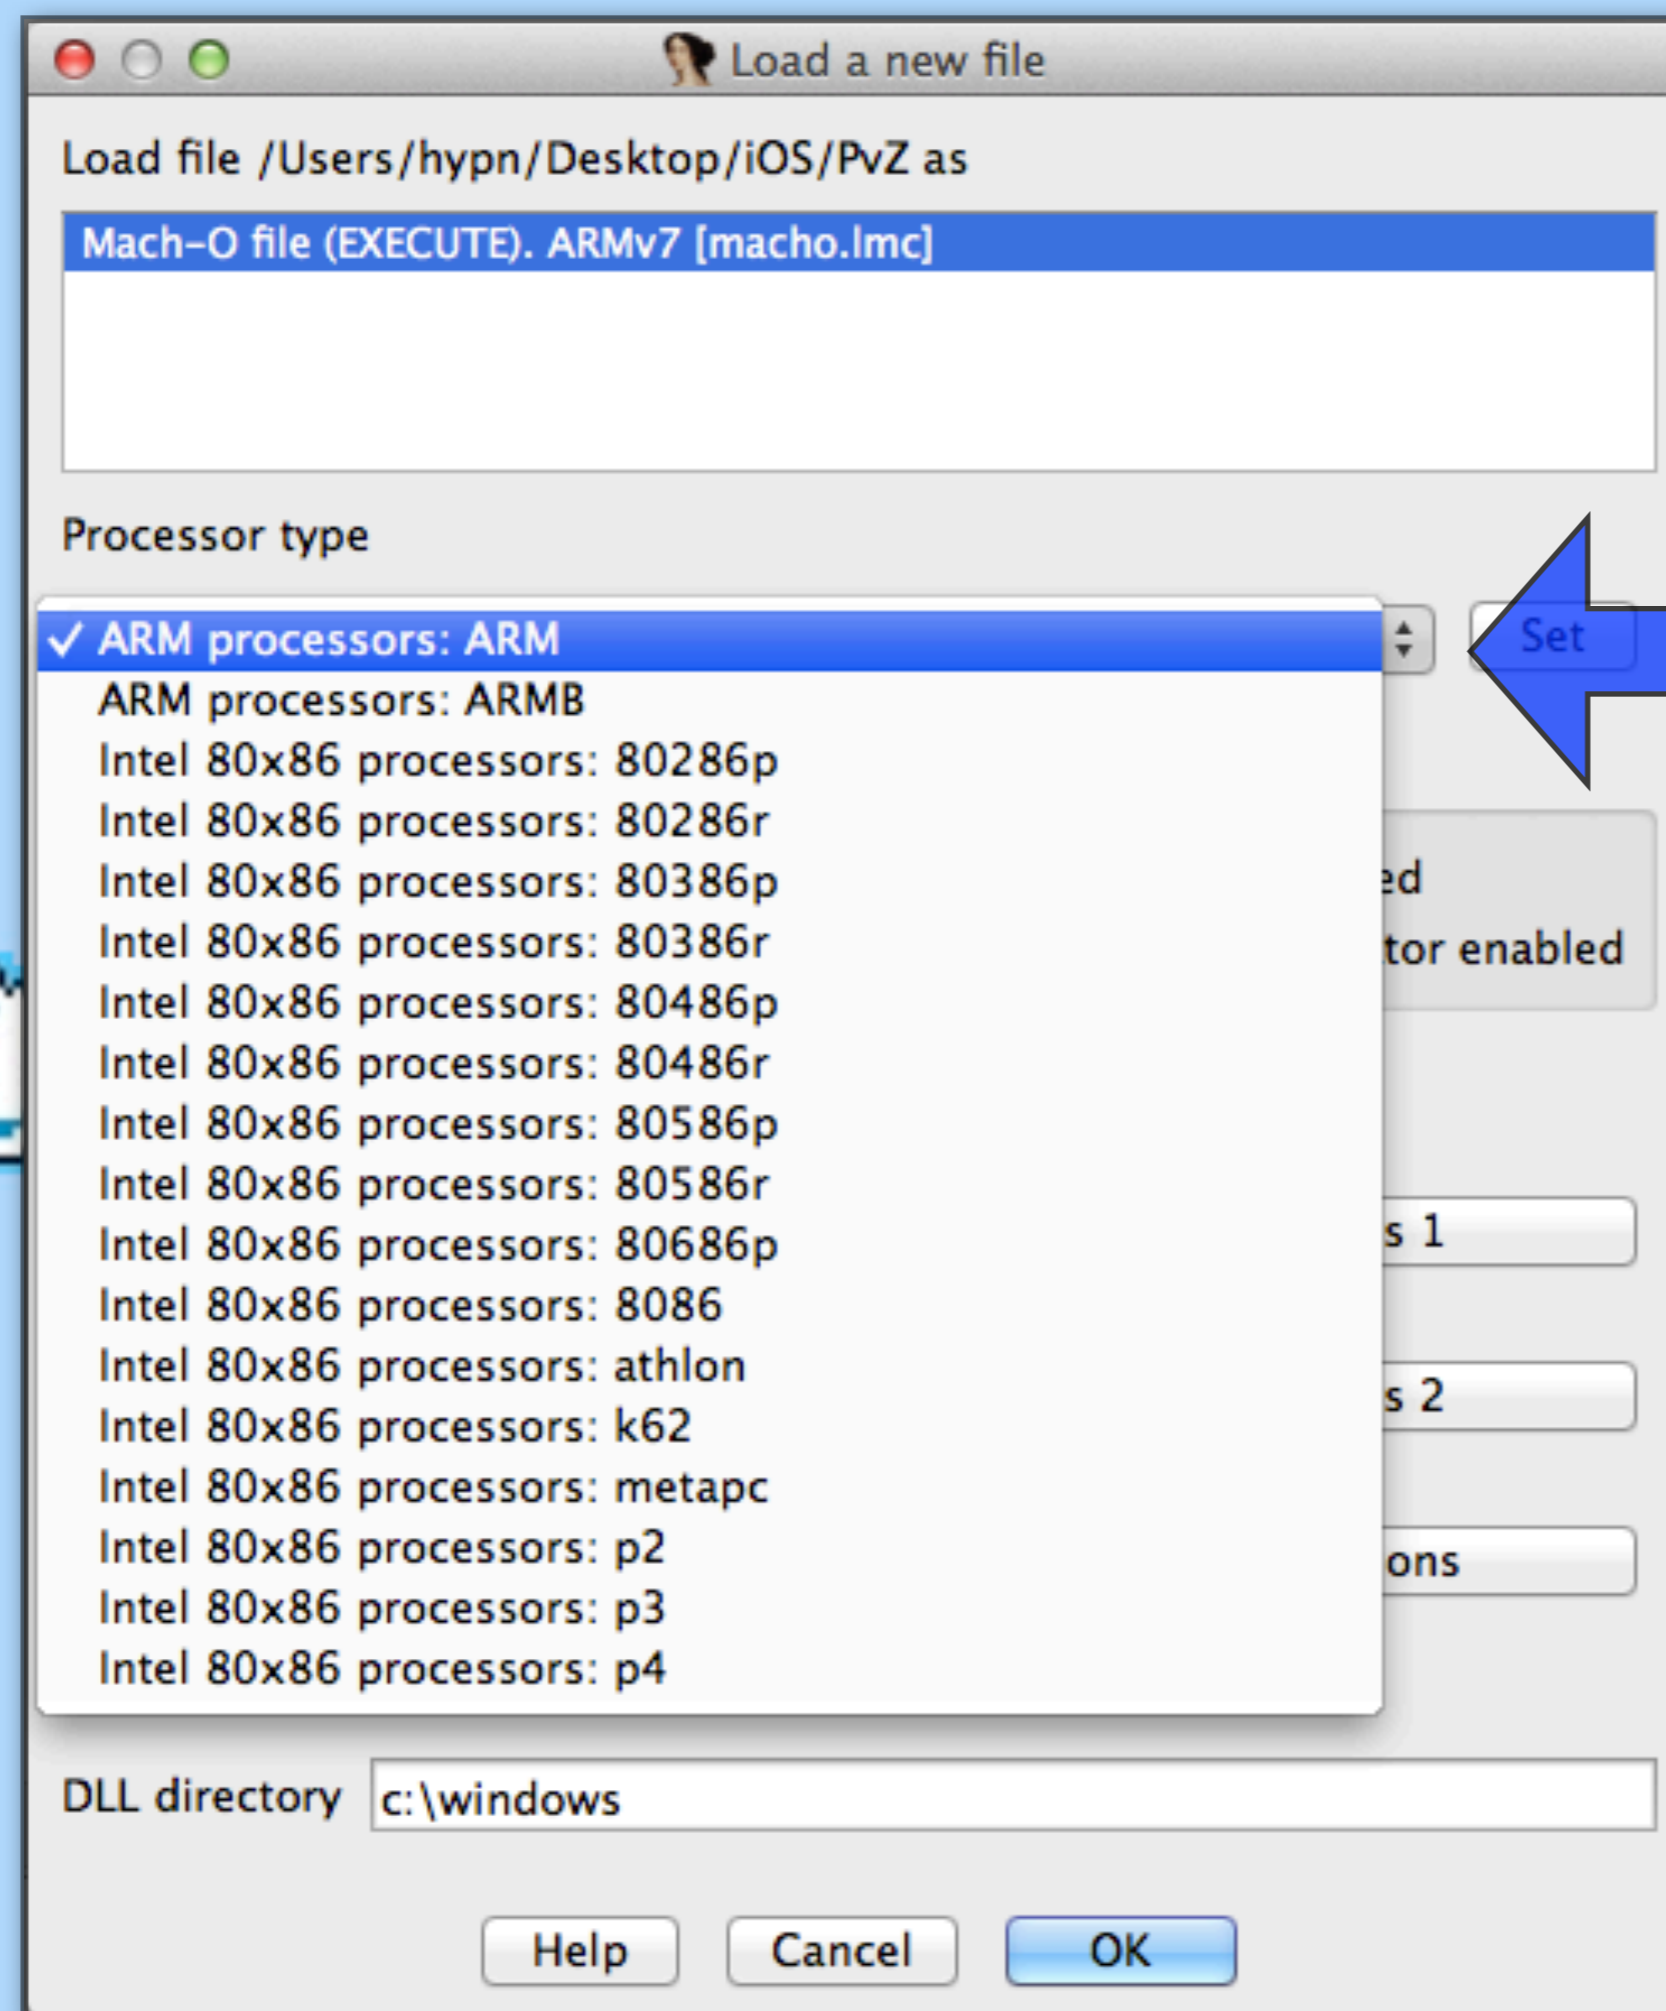 Load a new file
Load file /Users/hypn/Desktop/iOS/PvZ as
Mach-O file (EXECUTE). ARMv7 [macho.lmc]
Processor type
✓ ARM processors: ARM
Set
ARM processors: ARMB
Intel 80x86 processors: 80286p
Intel 80x86 processors: 80286r
Intel 80x86 processors: 80386p
ed
Intel 80x86 processors: 80386r
tor enabled
Intel 80x86 processors: 80486p
Intel 80x86 processors: 80486r
Intel 80x86 processors: 80586p
Intel 80x86 processors: 80586r
Intel 80x86 processors: 80686p
s 1
Intel 80x86 processors: 8086
Intel 80x86 processors: athlon
s 2
Intel 80x86 processors: k62
Intel 80x86 processors: metapc
Intel 80x86 processors: p2
ons
Intel 80x86 processors: p3
Intel 80x86 processors: p4
DLL directory c:\windows
Help Cancel OK